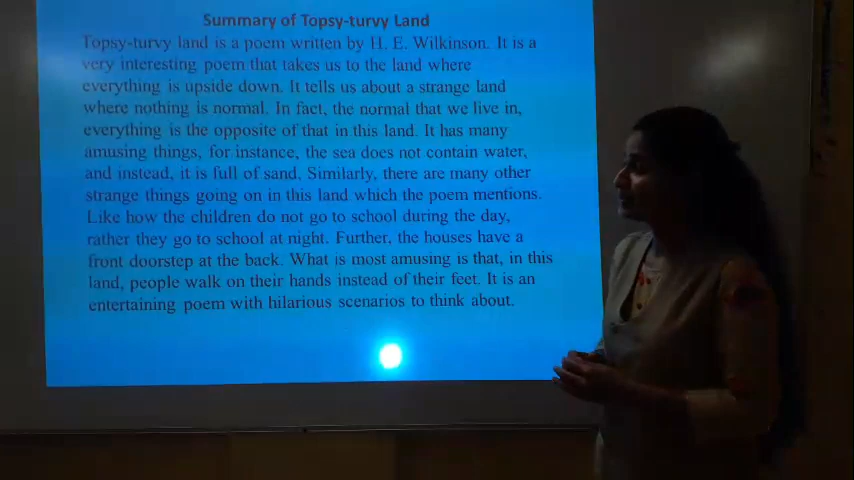 Summary of Topsy-turvy Land
Topsy-turvy land is a poem written by H. E. Wilkinson. It is a
very interesting poem that takes us to the land where
everything is upside down. It tells us about a strange land
where nothing is normal. In fact, the normal that we live in,
everything is the opposite of that in this land. It has many
amusing things, for instance, the sea does not contain water,
and instead, it is full of sand. Similarly, there are many other
strange things going on in this land which the poem mentions.
Like how the children do not go to school during the day,
rather they go to school at night. Further, the houses have a
front doorstep at the back. What is most amusing is that, in this
land, people walk on their hands instead of their feet. It is an
entertaining poem with hilarious scenarios to think about.